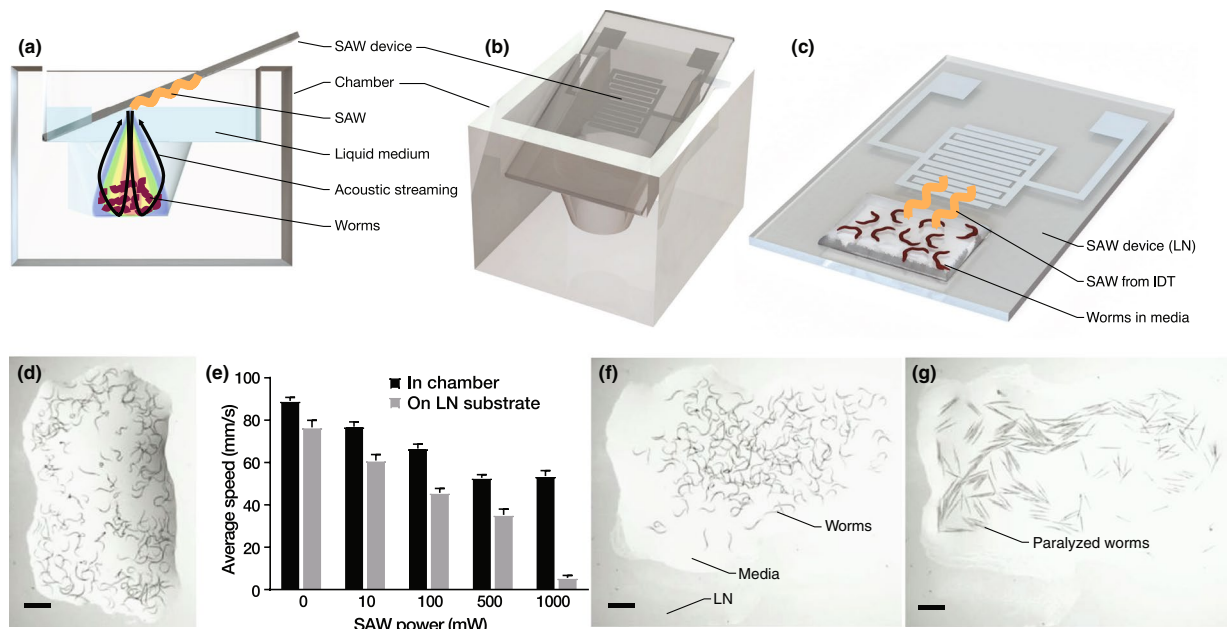 (a)
SAW device
Chamber
SAW
Liquid medium
Acoustic streaming
Worms
(b)
(c)
SAW device (LN)
SAW from IDT
Worms in media
(d)
(e)
In chamber
On LN substrate
Average speed (mm/s)
100
80
60
40
20
0
0 10 100 500 1000
SAW power (mW)
(f)
Worms
Media
LN
(g)
Paralyzed worms